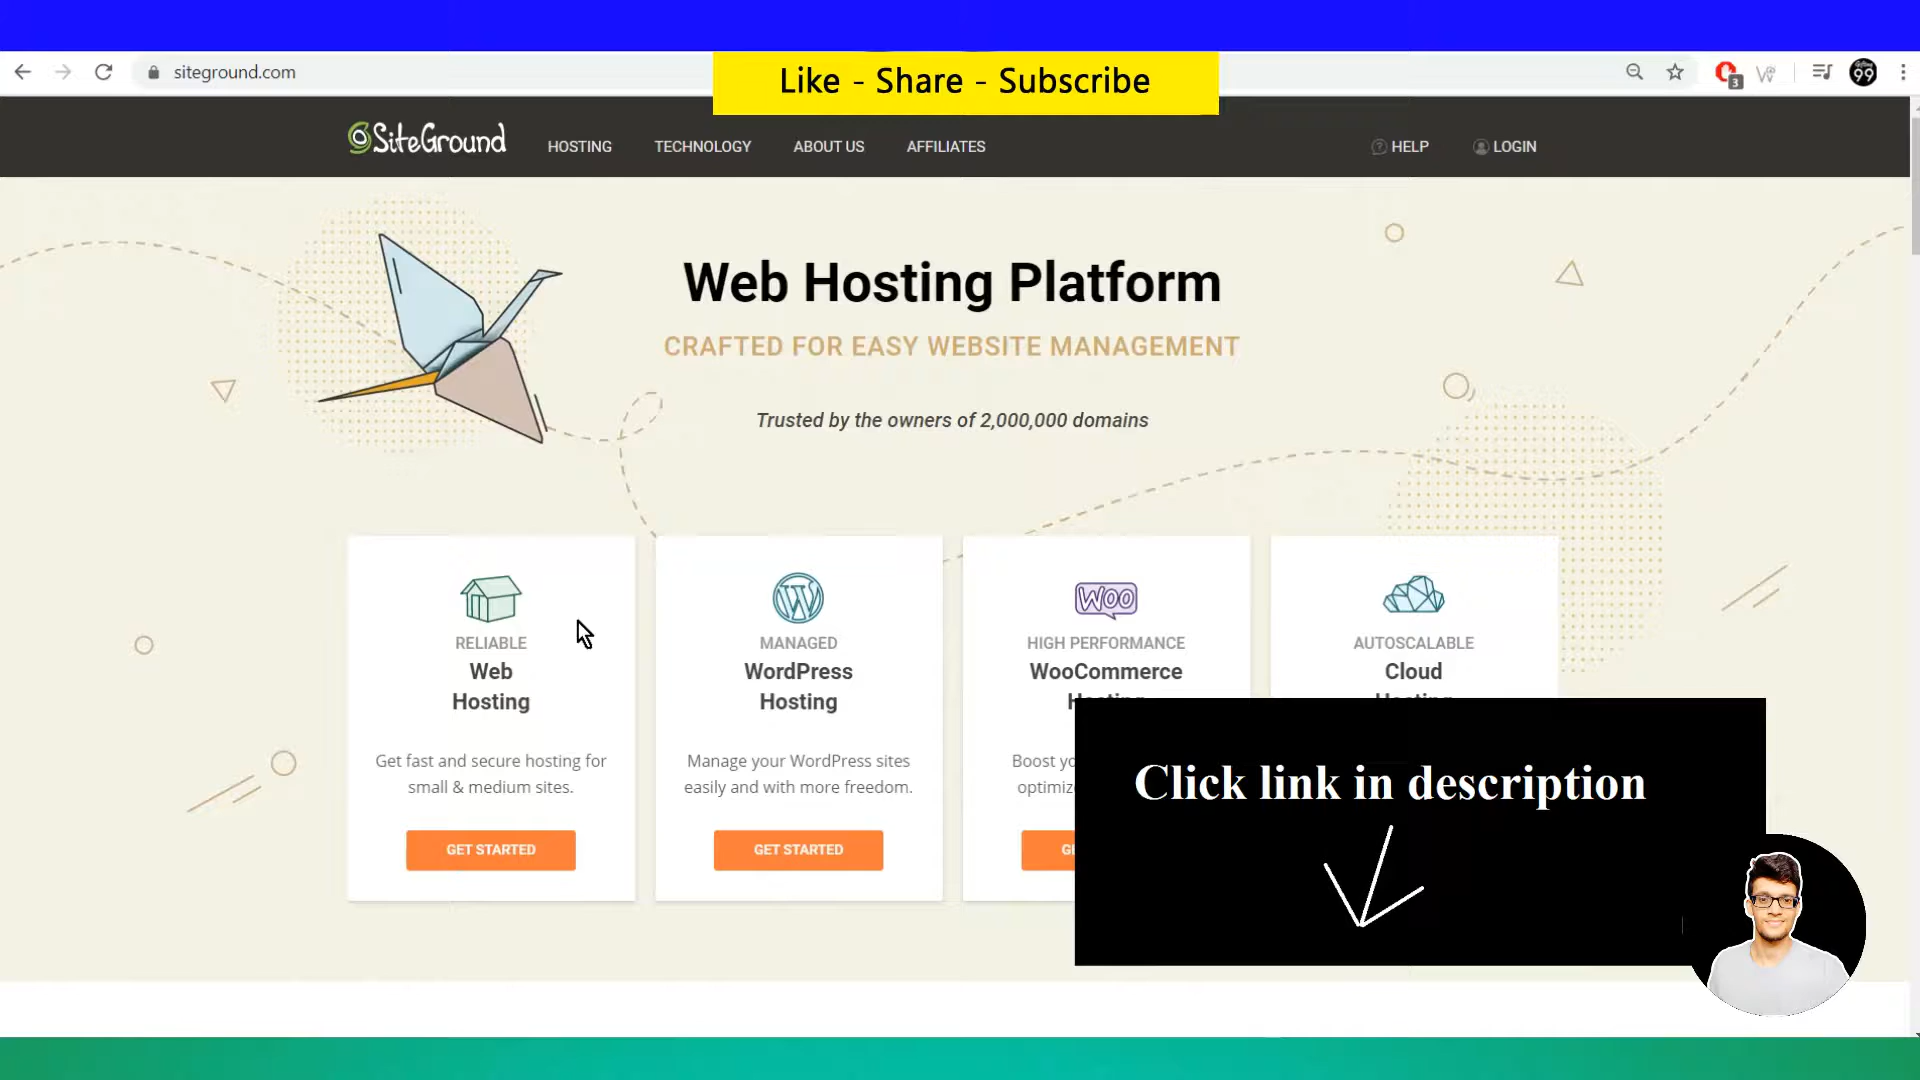 siteground.com
Like - Share - Subscribe
3
99
SiteGround
HOSTING
TECHNOLOGY
ABOUT US
AFFILIATES
HELP
LOGIN
Web Hosting Platform
CRAFTED FOR EASY WEBSITE MANAGEMENT
Trusted by the owners of 2,000,000 domains
RELIABLE
Web
Hosting
Get fast and secure hosting for
small & medium sites.
GET STARTED
MANAGED
WordPress
Hosting
Manage your WordPress sites
easily and with more freedom.
GET STARTED
WOO
HIGH PERFORMANCE
WooCommerce
Boost
AUTOSCALABLE
Cloud
Click link in description